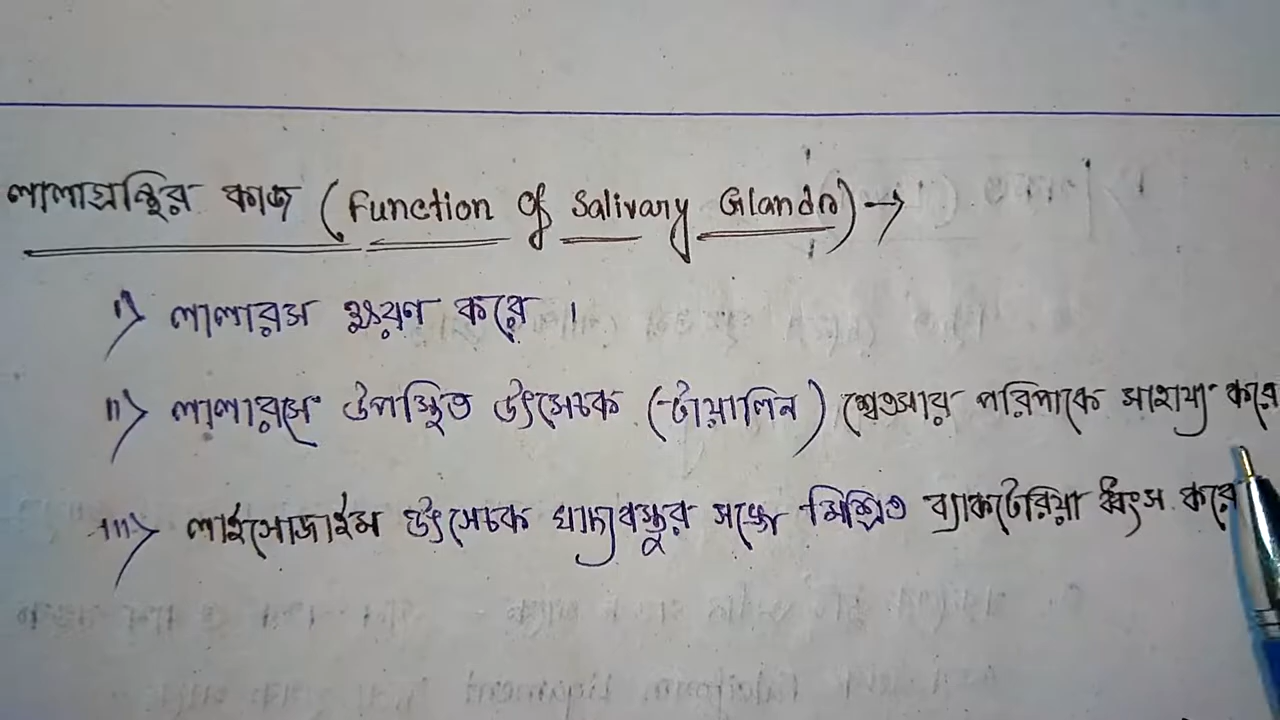 লালাগ্রন্থির কাজ (Function of Salivary Glands) →
i> লালারস ক্ষরণ করে ।
ii> লালারসে উপস্থিত উৎসেচক (টায়ালিন) শ্বেতসার পরিপাকে সাহায্য করে
iii> লাইসোজাইম উৎসেচক খাদ্যবস্তুর সঙ্গে মিশ্রিত ব্যাকটেরিয়া ধ্বংস করে